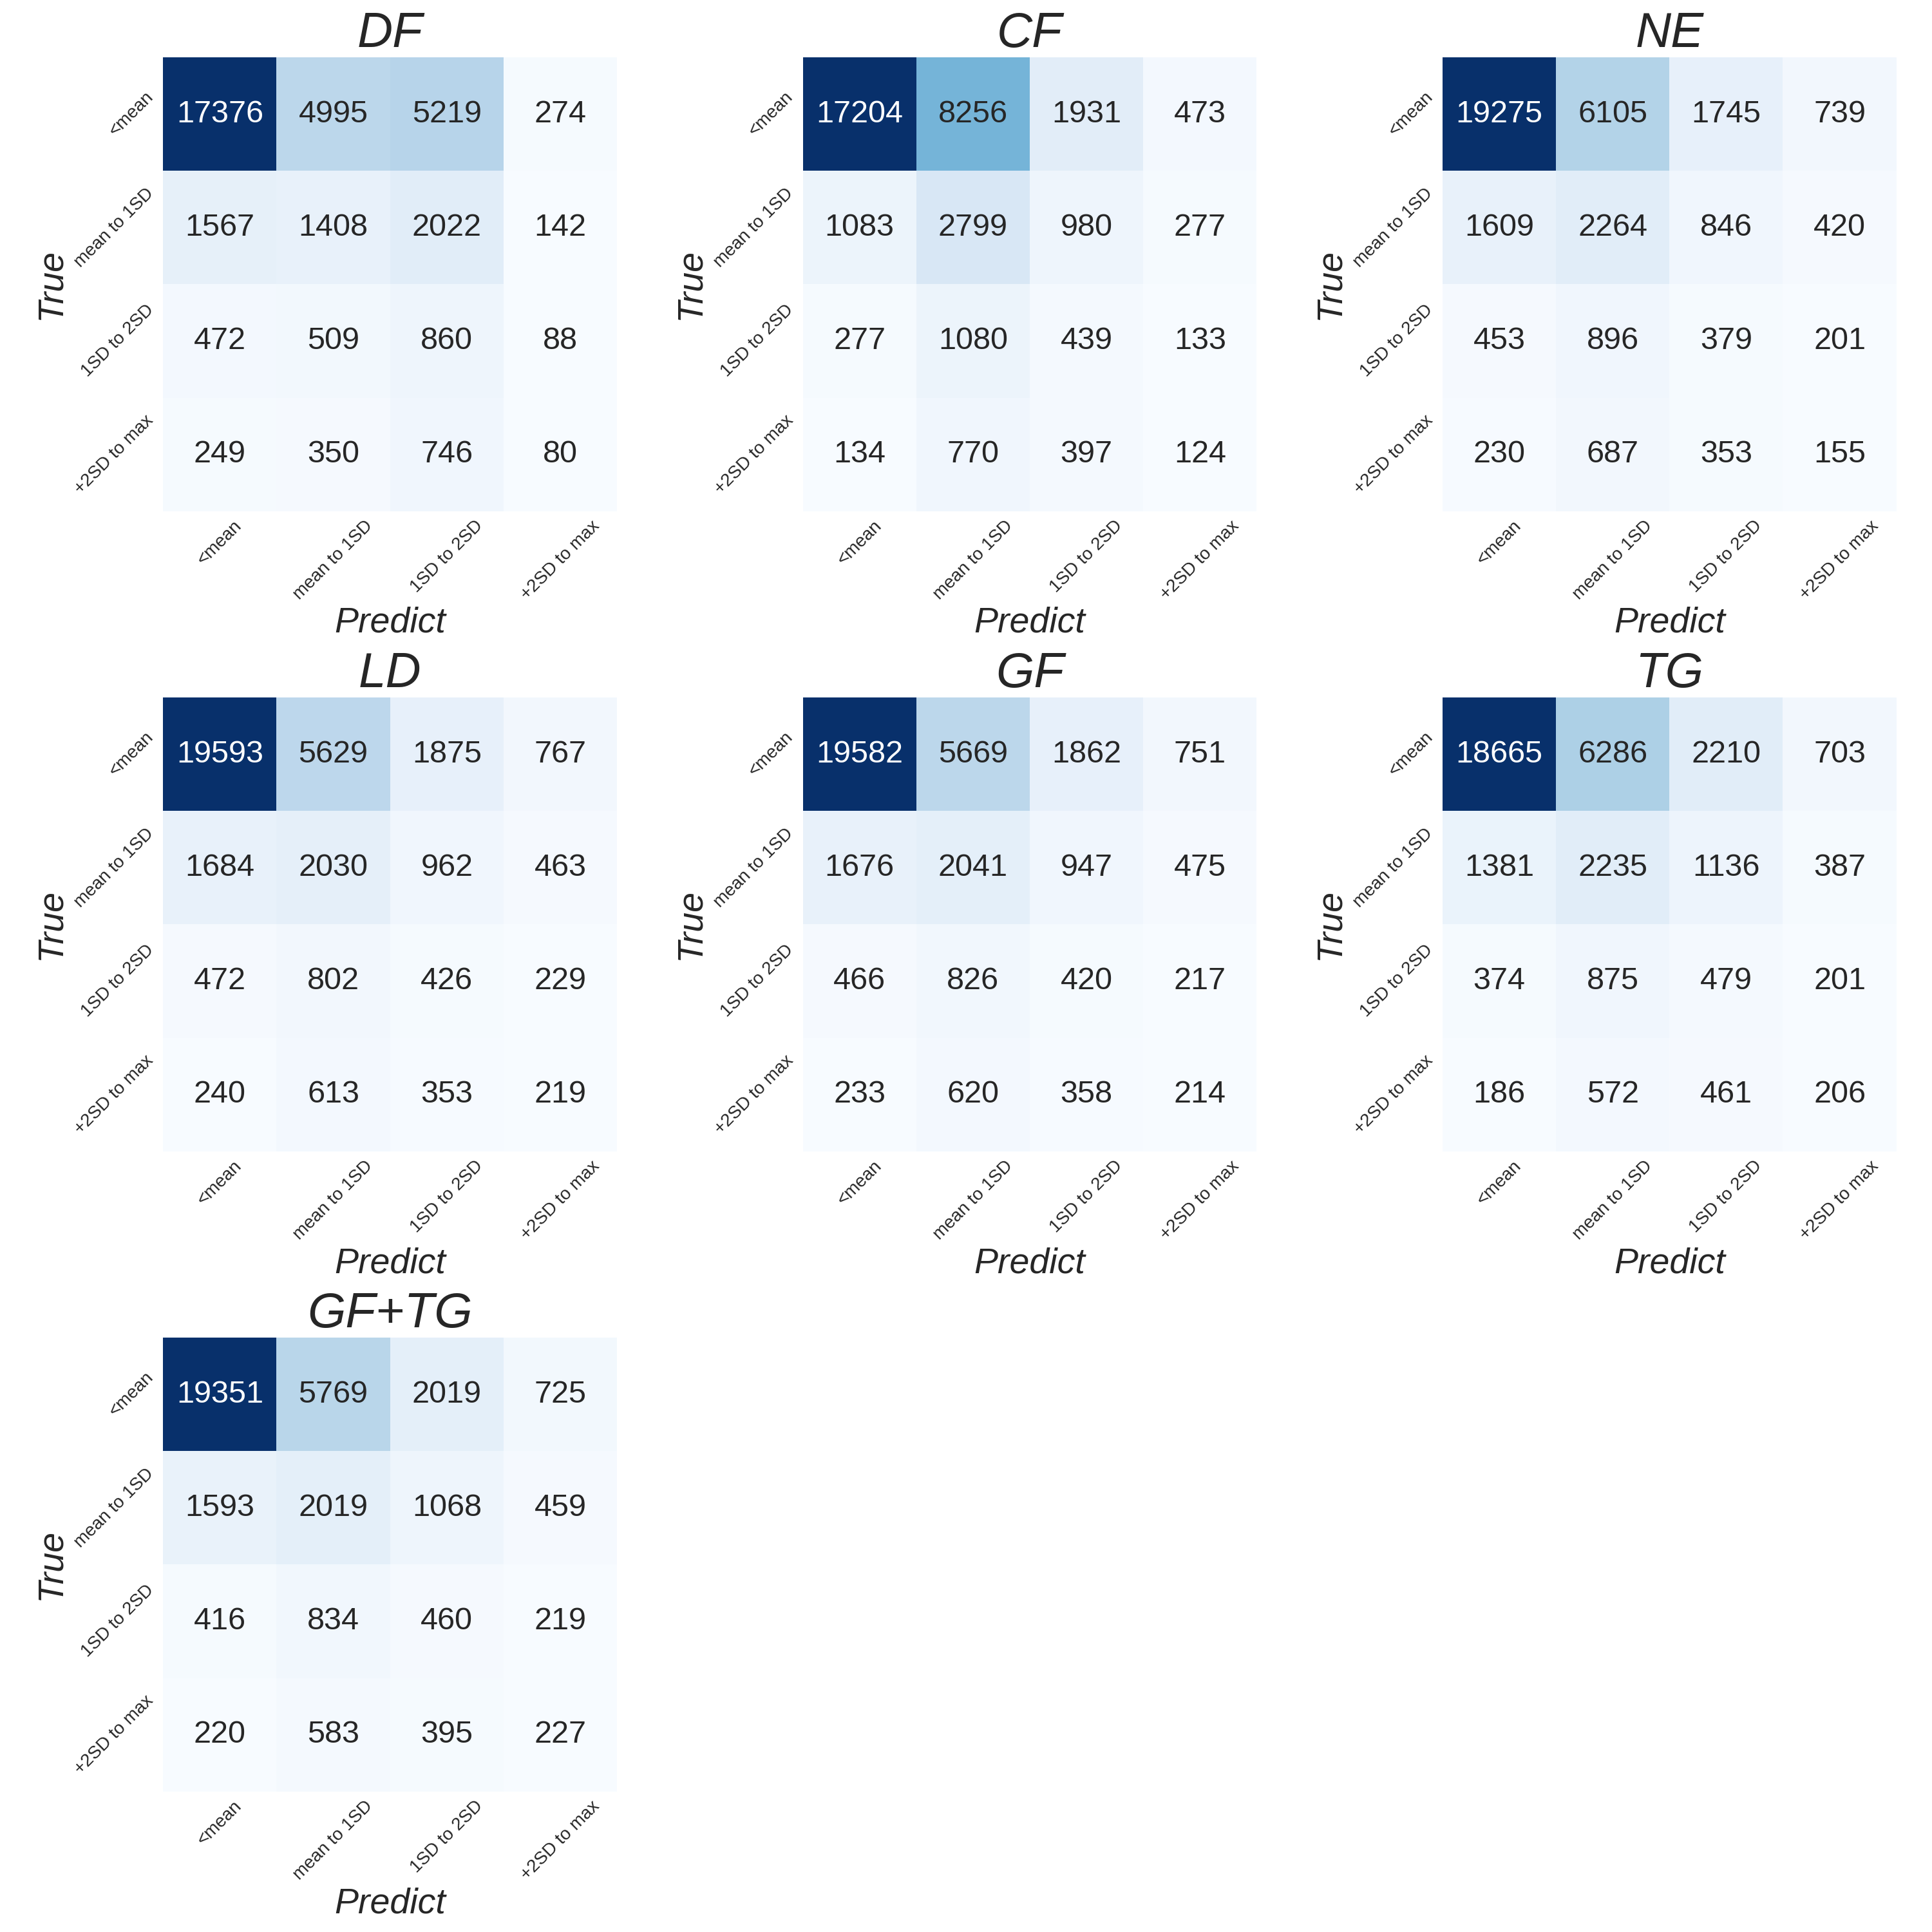 DF
<mean 17376 4995 5219 274
mean to 1SD 1567 1408 2022 142
1SD to 2SD 472 509 860 88
+2SD to max 249 350 746 80
True
<mean mean to 1SD 1SD to 2SD +2SD to max
Predict
CF
<mean 17204 8256 1931 473
mean to 1SD 1083 2799 980 277
1SD to 2SD 277 1080 439 133
+2SD to max 134 770 397 124
True
<mean mean to 1SD 1SD to 2SD +2SD to max
Predict
NE
<mean 19275 6105 1745 739
mean to 1SD 1609 2264 846 420
1SD to 2SD 453 896 379 201
+2SD to max 230 687 353 155
True
<mean mean to 1SD 1SD to 2SD +2SD to max
Predict
LD
<mean 19593 5629 1875 767
mean to 1SD 1684 2030 962 463
1SD to 2SD 472 802 426 229
+2SD to max 240 613 353 219
True
<mean mean to 1SD 1SD to 2SD +2SD to max
Predict
GF
<mean 19582 5669 1862 751
mean to 1SD 1676 2041 947 475
1SD to 2SD 466 826 420 217
+2SD to max 233 620 358 214
True
<mean mean to 1SD 1SD to 2SD +2SD to max
Predict
TG
<mean 18665 6286 2210 703
mean to 1SD 1381 2235 1136 387
1SD to 2SD 374 875 479 201
+2SD to max 186 572 461 206
True
<mean mean to 1SD 1SD to 2SD +2SD to max
Predict
GF+TG
<mean 19351 5769 2019 725
mean to 1SD 1593 2019 1068 459
1SD to 2SD 416 834 460 219
+2SD to max 220 583 395 227
True
<mean mean to 1SD 1SD to 2SD +2SD to max
Predict